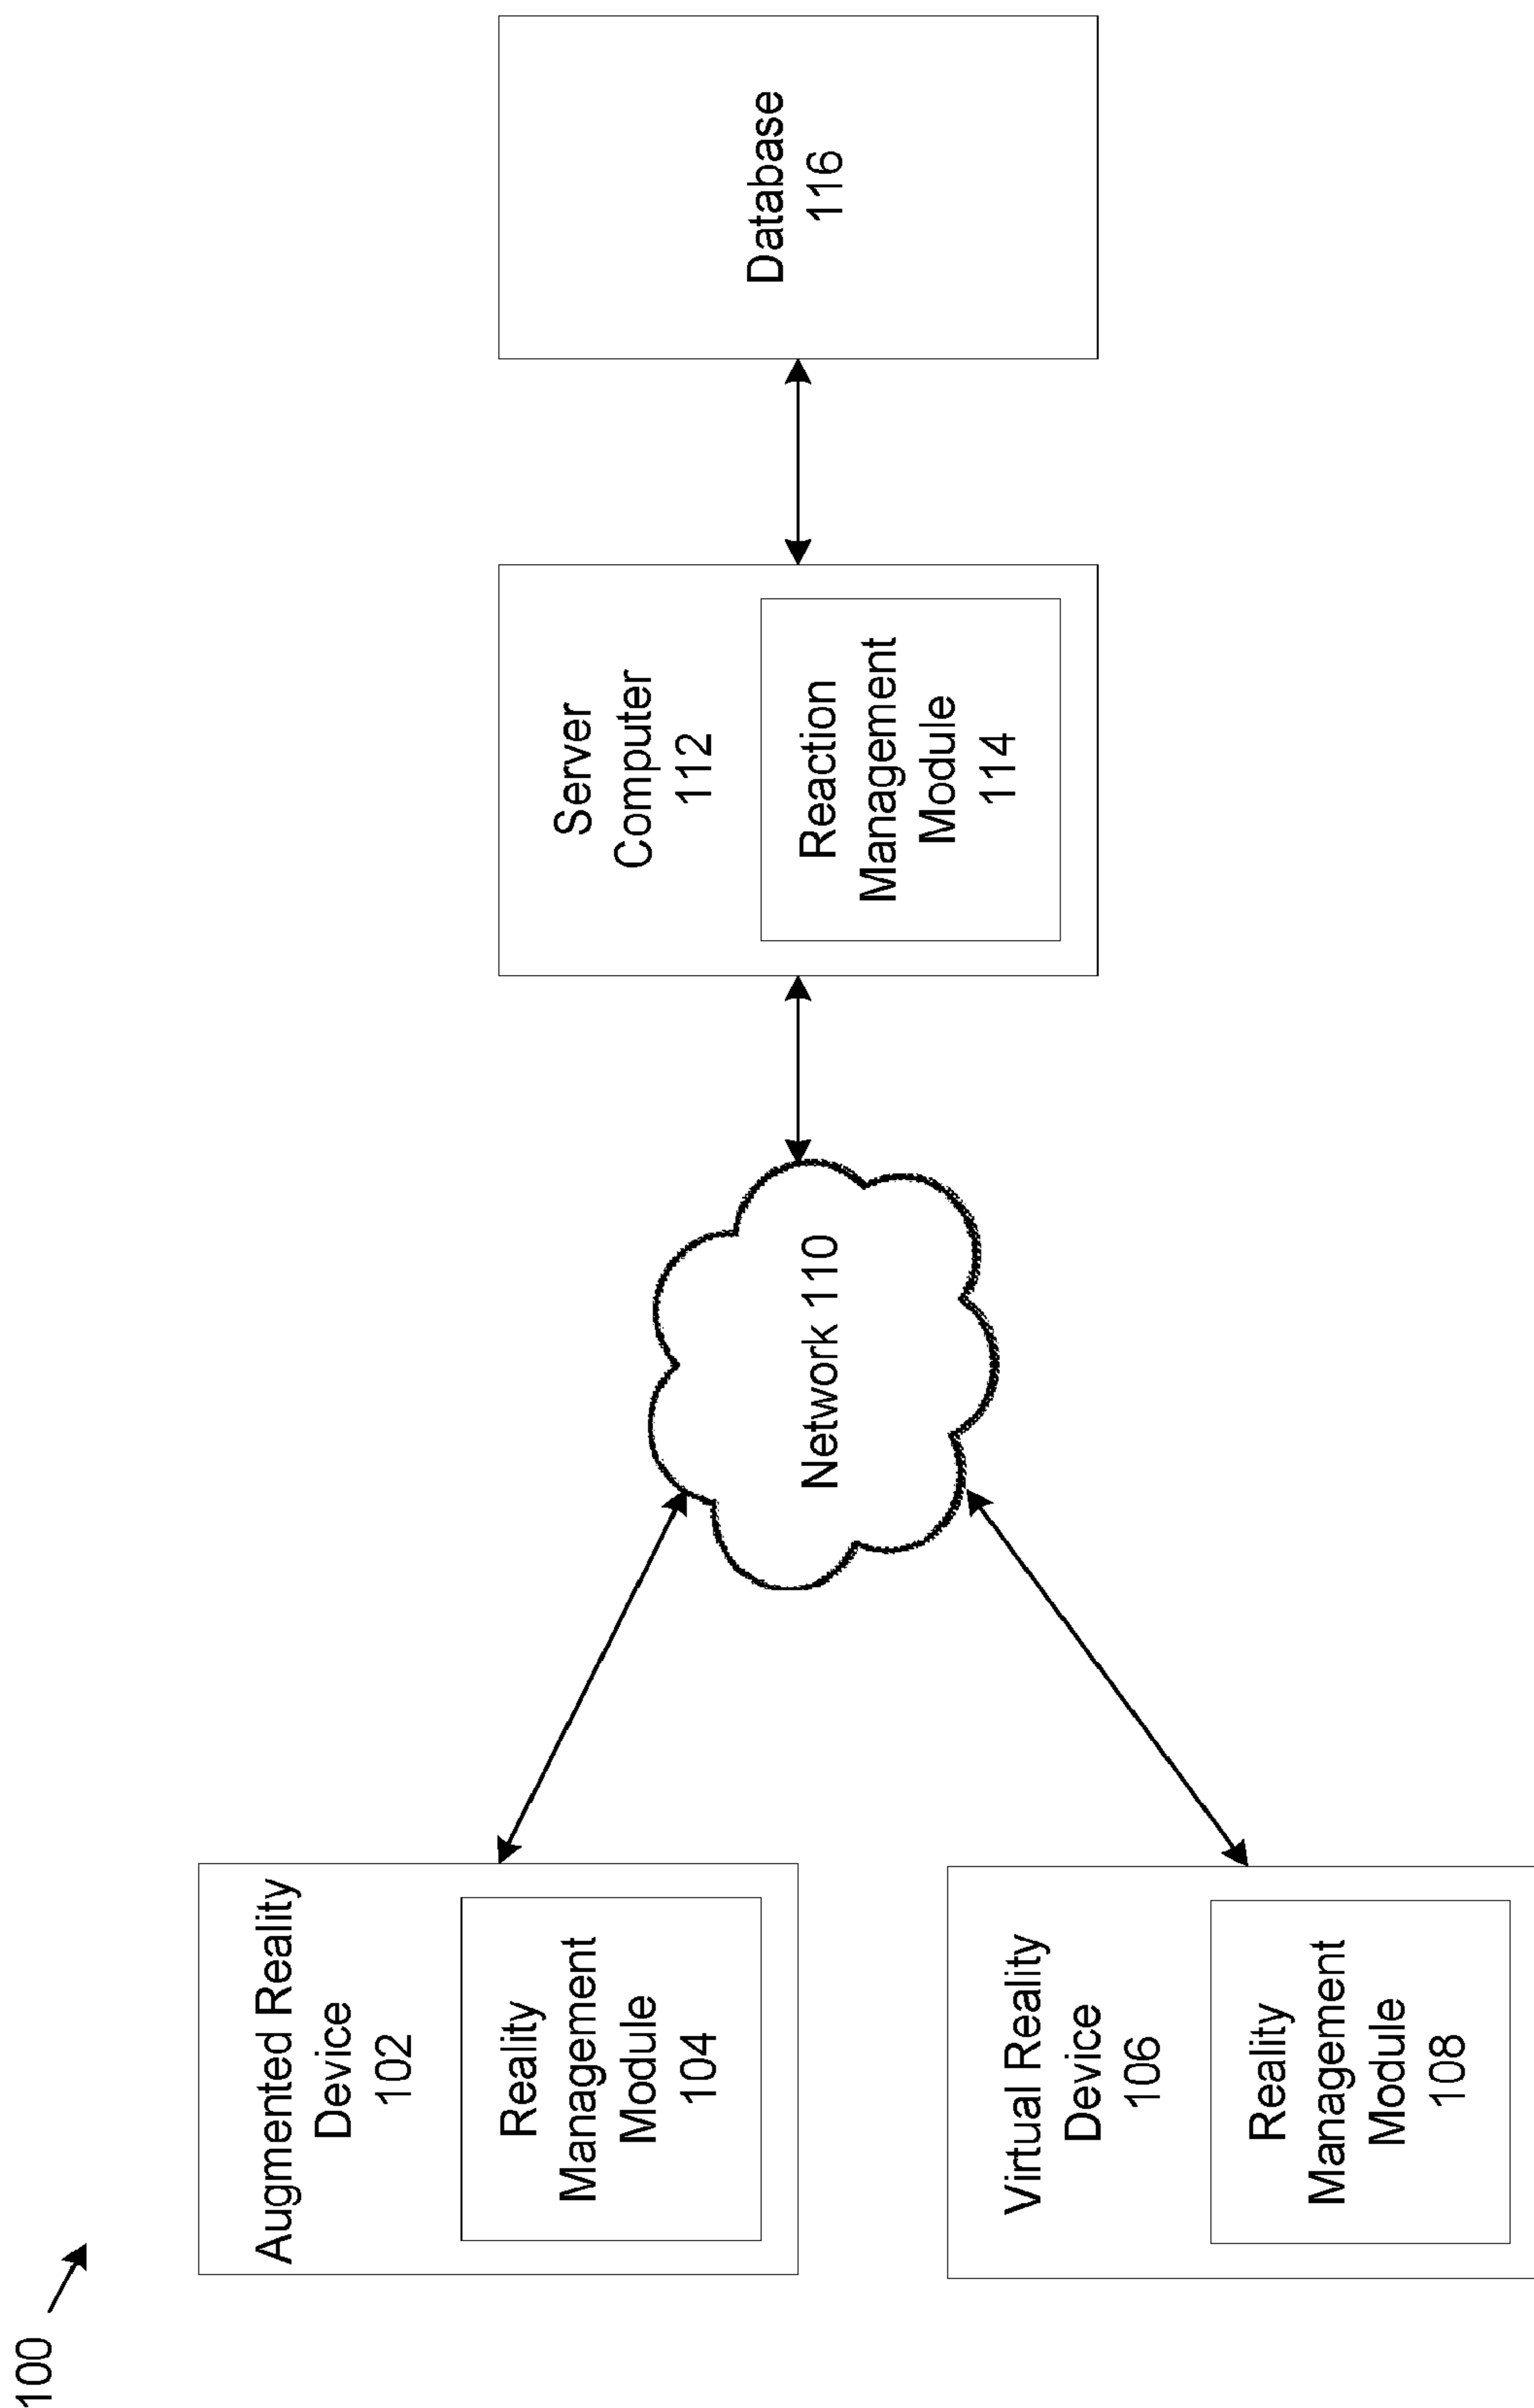 100
Augmented Reality
Device
102
Reality
Management
Module
104
Virtual Reality
Device
106
Reality
Management
Module
108
Network 110
Server
Computer
112
Reaction
Management
Module
114
Database
116